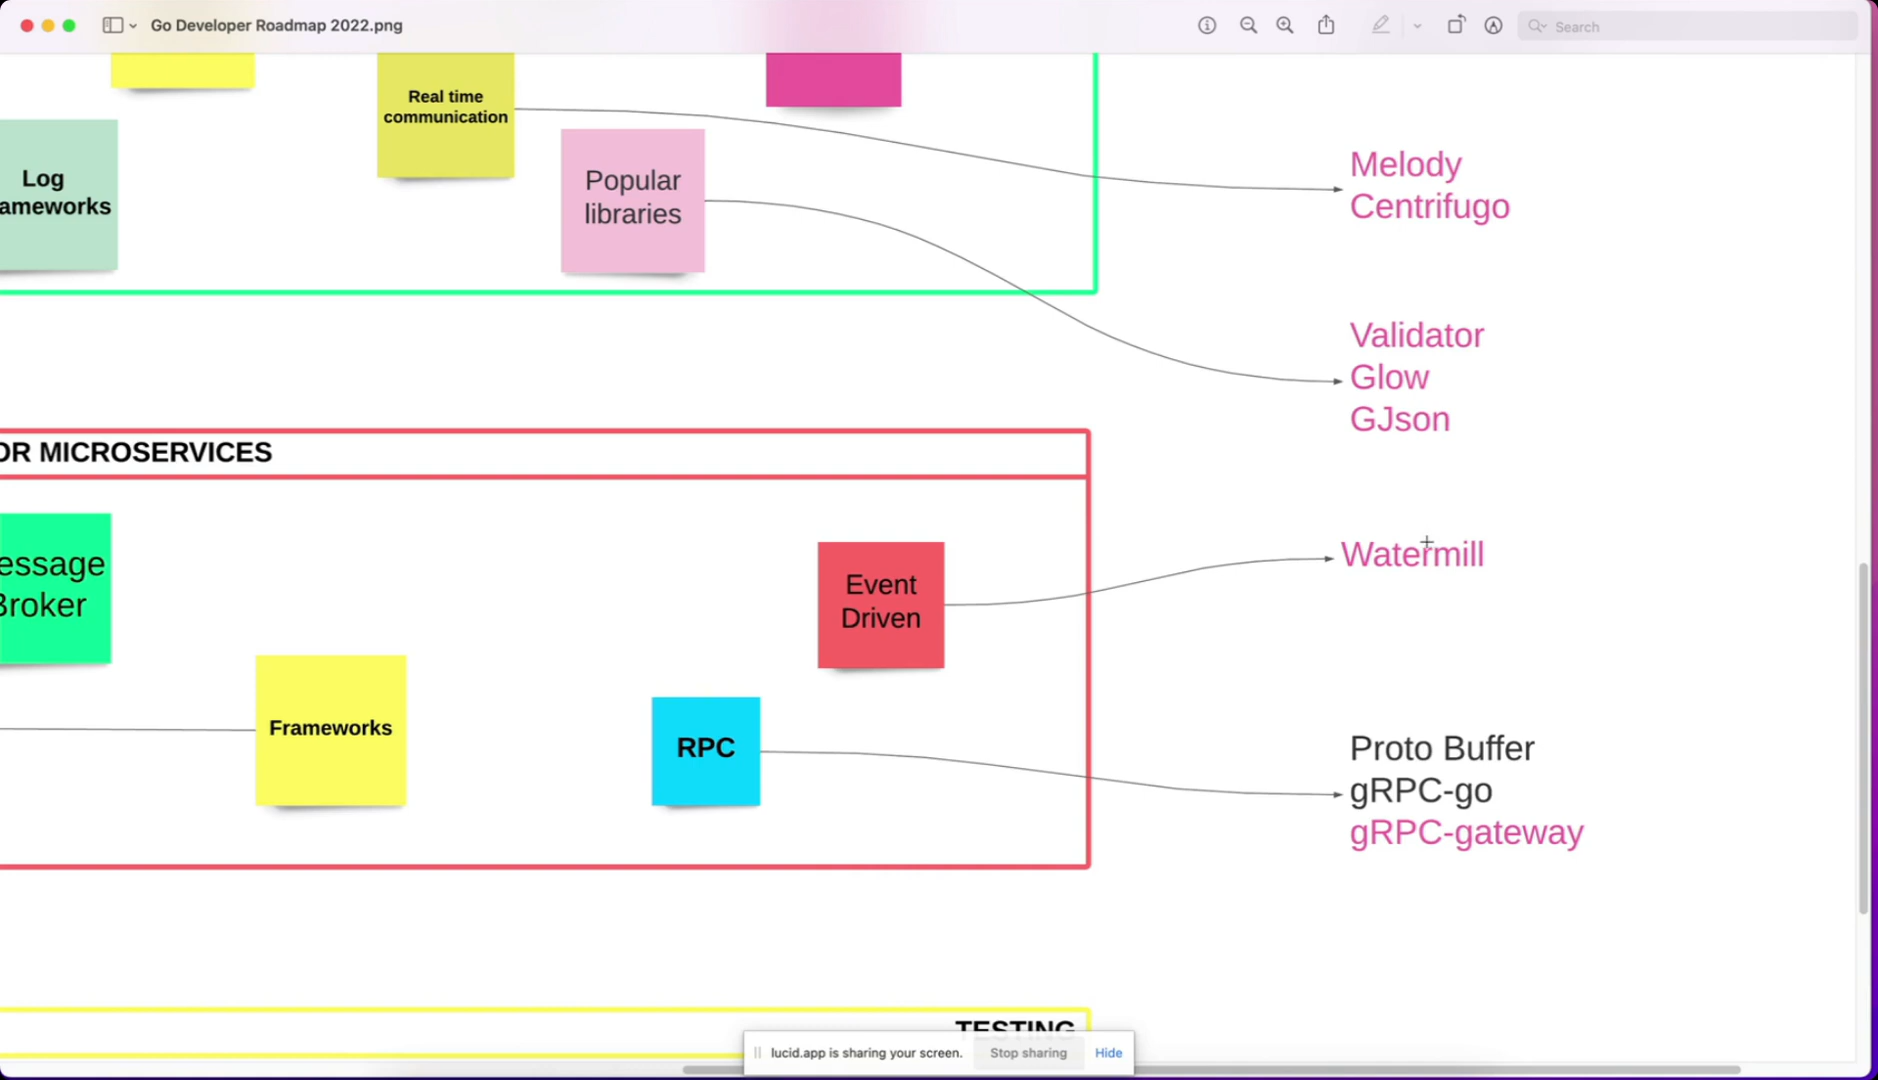 Go Developer Roadmap 2022.png
Search
Real time
communication
Melody
Centrifugo
Log
ameworks
Popular
libraries
Validator
Glow
GJson
OR MICROSERVICES
essage
Broker
Event
Driven
Watermill
Frameworks
RPC
Proto Buffer
gRPC-go
gRPC-gateway
TESTING
lucid.app is sharing your screen.
Stop sharing
Hide